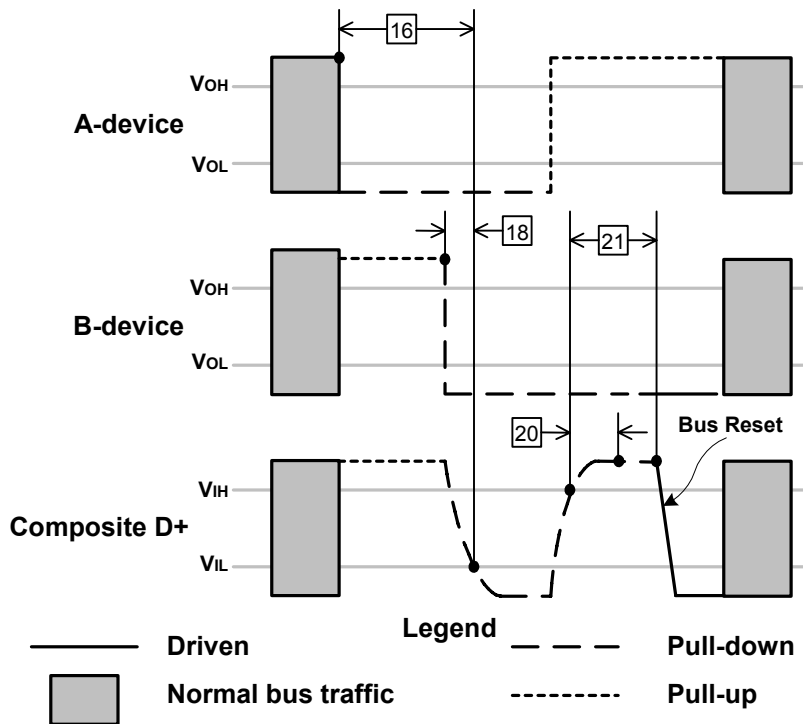 16
VOH
A-device
VOL
18
21
VOH
B-device
VOL
20
Bus Reset
VIH
Composite D+
VIL
Legend
Driven
Pull-down
Normal bus traffic
Pull-up